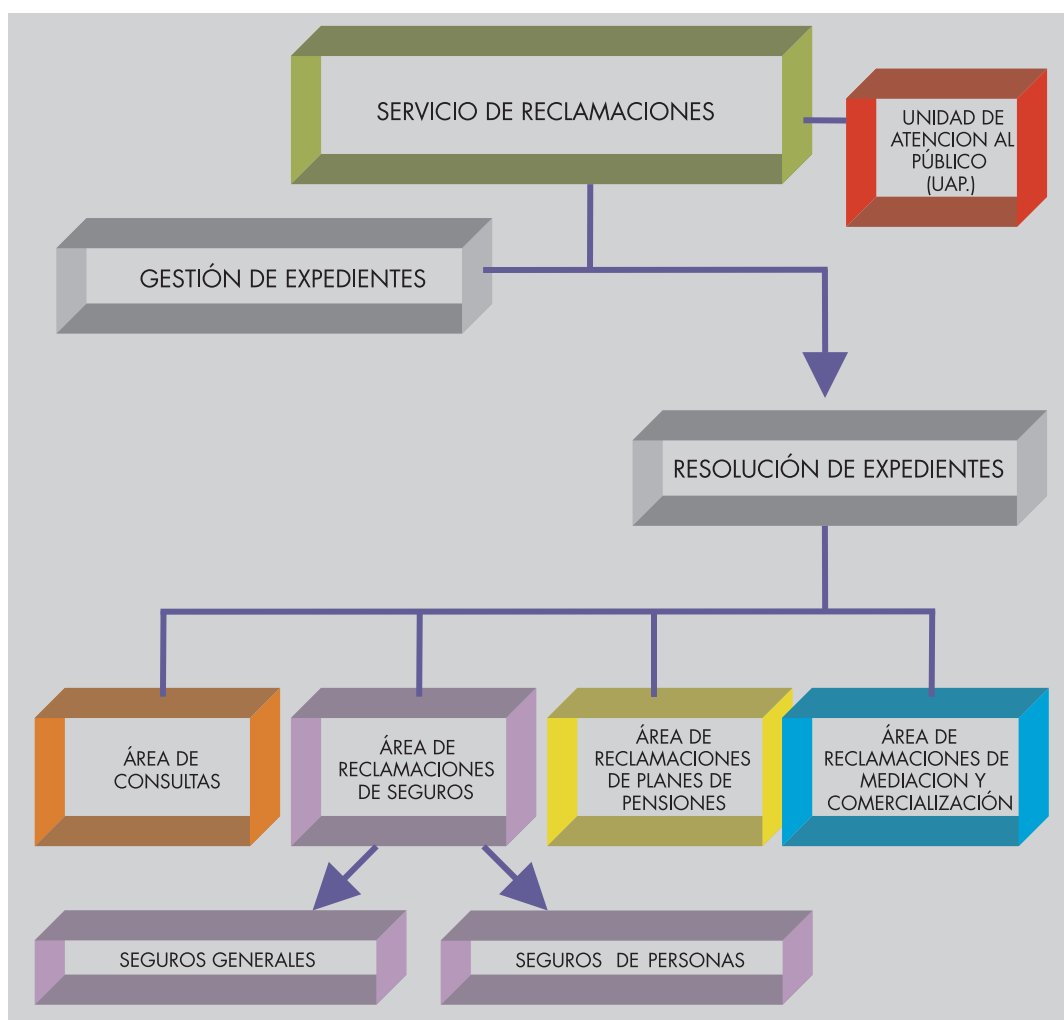 SERVICIO DE RECLAMACIONES
UNIDAD DE
ATENCION AL
PÚBLICO
(UAP.)
GESTIÓN DE EXPEDIENTES
RESOLUCIÓN DE EXPEDIENTES
ÁREA DE
CONSULTAS
ÁREA DE
RECLAMACIONES
DE SEGUROS
ÁREA DE
RECLAMACIONES
DE PLANES DE
PENSIONES
ÁREA DE
RECLAMACIONES DE
MEDIACION Y
COMERCIALIZACIÓN
SEGUROS GENERALES
SEGUROS DE PERSONAS